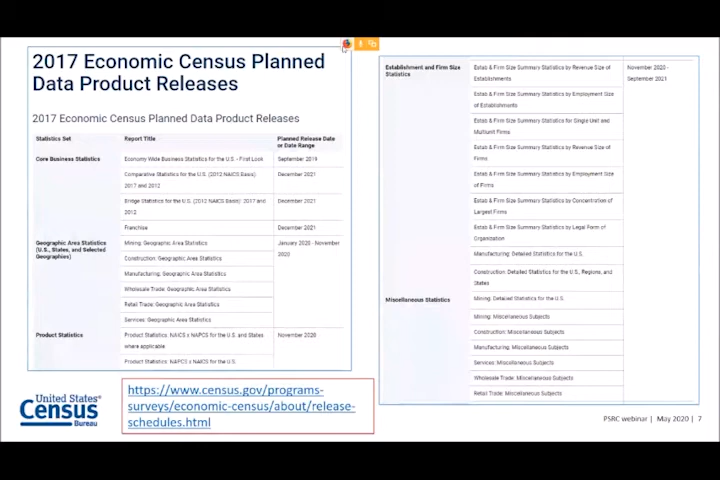 2017 Economic Census Planned
Data Product Releases
2017 Economic Census Planned Data Product Releases
Statistics Set
Report Title
Planned Release Date
or Date Range
Core Business Statistics
Economy Wide Business Statistics for the U.S. - First Look
September 2019
Comparative Statistics for the U.S. (2012 NAICS Basis):
2017 and 2012
December 2021
Bridge Statistics for the U.S. (2012 NAICS Basis): 2017 and
2012
December 2021
Franchise
December 2021
Geographic Area Statistics
(U.S., States, and Selected
Geographies)
Mining: Geographic Area Statistics
January 2020 - November
2020
Construction: Geographic Area Statistics
Manufacturing: Geographic Area Statistics
Wholesale Trade: Geographic Area Statistics
Retail Trade: Geographic Area Statistics
Services: Geographic Area Statistics
Product Statistics
Product Statistics: NAICS x NAPCS for the U.S. and States
where applicable
November 2020
Product Statistics: NAPCS x NAICS for the U.S.
Establishment and Firm Size
Statistics
Estab & Firm Size Summary Statistics by Revenue Size of
Establishments
November 2020 -
September 2021
Estab & Firm Size Summary Statistics by Employment Size
of Establishments
Estab & Firm Size Summary Statistics for Single Unit and
Multiunit Firms
Estab & Firm Size Summary Statistics by Revenue Size of
Firms
Estab & Firm Size Summary Statistics by Employment Size
of Firms
Estab & Firm Size Summary Statistics by Concentration of
Largest Firms
Estab & Firm Size Summary Statistics by Legal Form of
Organization
Manufacturing: Detailed Statistics for the U.S.
Construction: Detailed Statistics for the U.S., Regions, and
States
Miscellaneous Statistics
Mining: Detailed Statistics for the U.S.
Mining: Miscellaneous Subjects
Construction: Miscellaneous Subjects
Manufacturing: Miscellaneous Subjects
Services: Miscellaneous Subjects
Wholesale Trade: Miscellaneous Subjects
Retail Trade: Miscellaneous Subjects
United States®
Census
Bureau
https://www.census.gov/programs-
surveys/economic-census/about/release-
schedules.html
PSRC webinar | May 2020 | 7